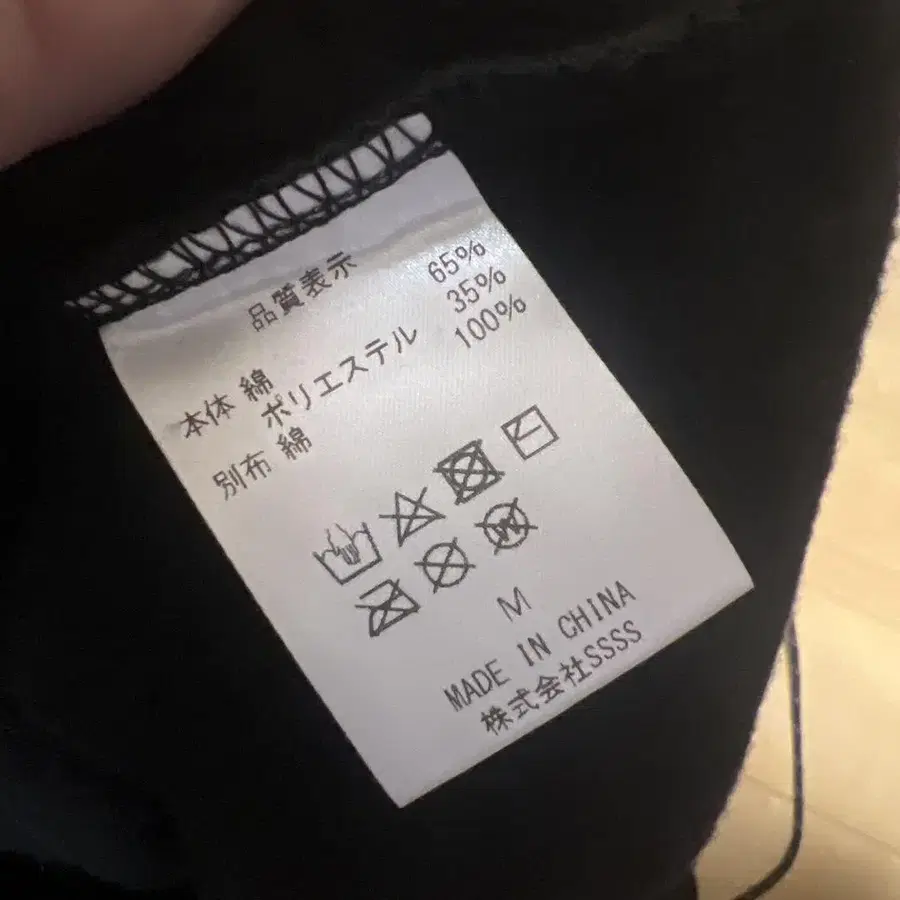 品質表示
本体 綿 65%
ポリエステル 35%
別布 綿 100%
M
MADE IN CHINA
株式会社SSSS